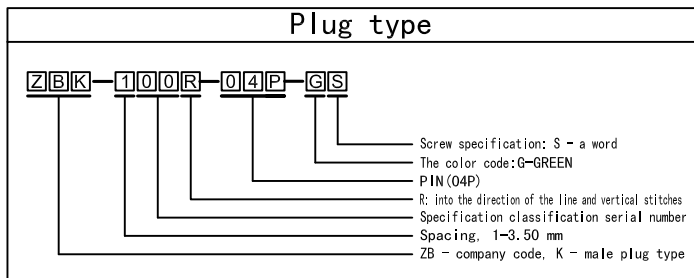 Plug type
ZBK-100R-04P-GS
Screw specification: S - a word
The color code:G-GREEN
PIN(04P)
R: into the direction of the line and vertical stitches
Specification classification serial number
Spacing, 1-3.50 mm
ZB - company code, K - male plug type